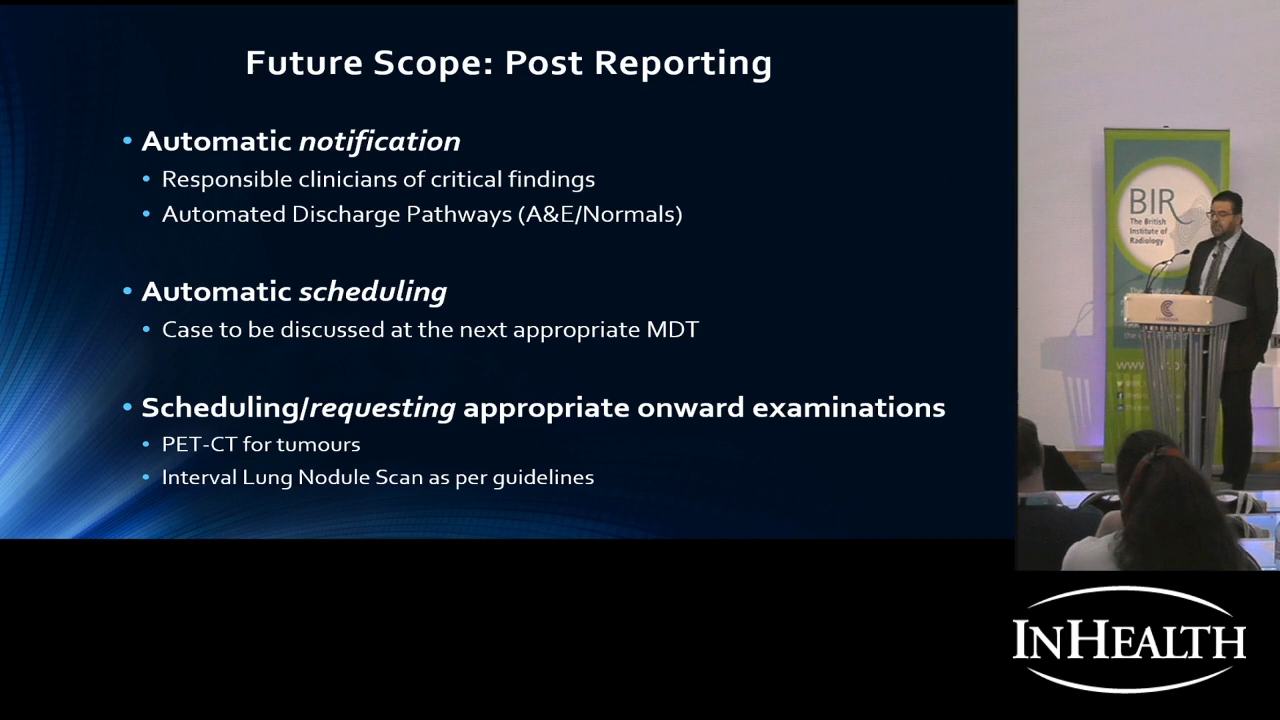 Future Scope: Post Reporting
• Automatic notification
• Responsible clinicians of critical findings
• Automated Discharge Pathways (A&E/Normals)
• Automatic scheduling
• Case to be discussed at the next appropriate MDT
• Scheduling/requesting appropriate onward examinations
• PET-CT for tumours
• Interval Lung Nodule Scan as per guidelines
BIR
The British
Institute of
Radiology
INHEALTH